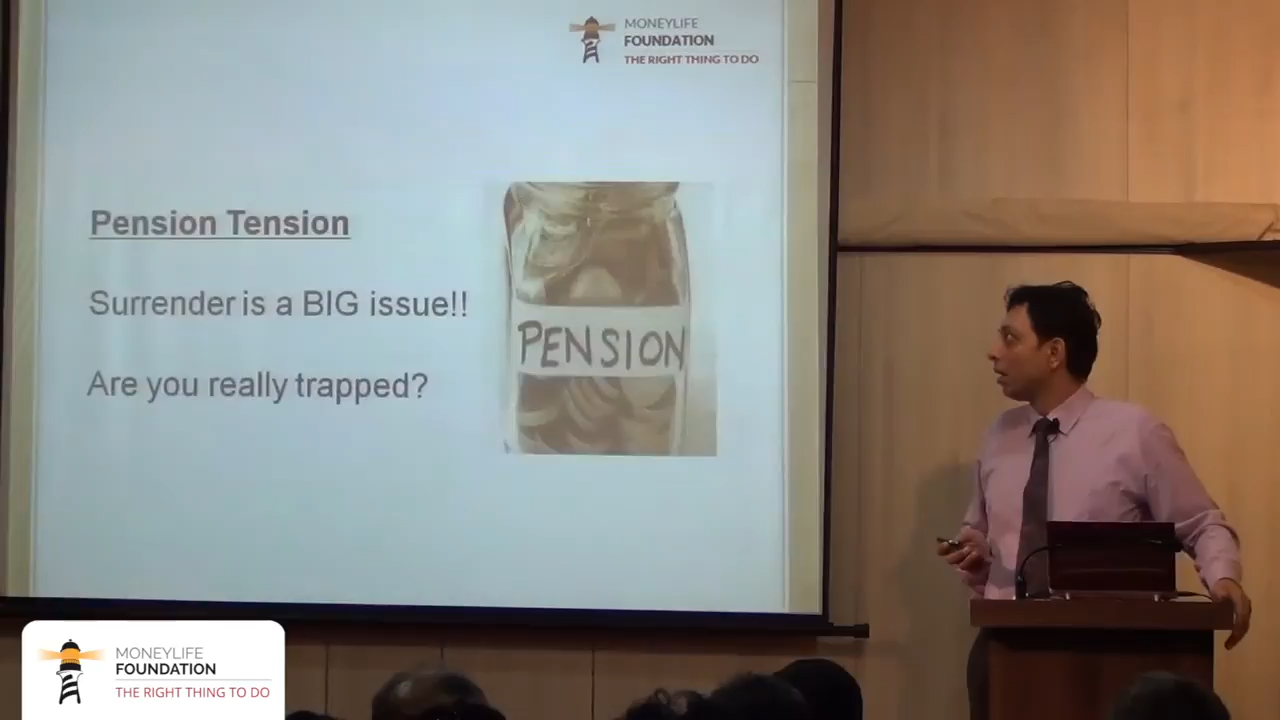 MONEYLIFE
FOUNDATION
THE RIGHT THING TO DO
Pension Tension
Surrender is a BIG issue!!
Are you really trapped?
PENSION
MONEYLIFE
FOUNDATION
THE RIGHT THING TO DO